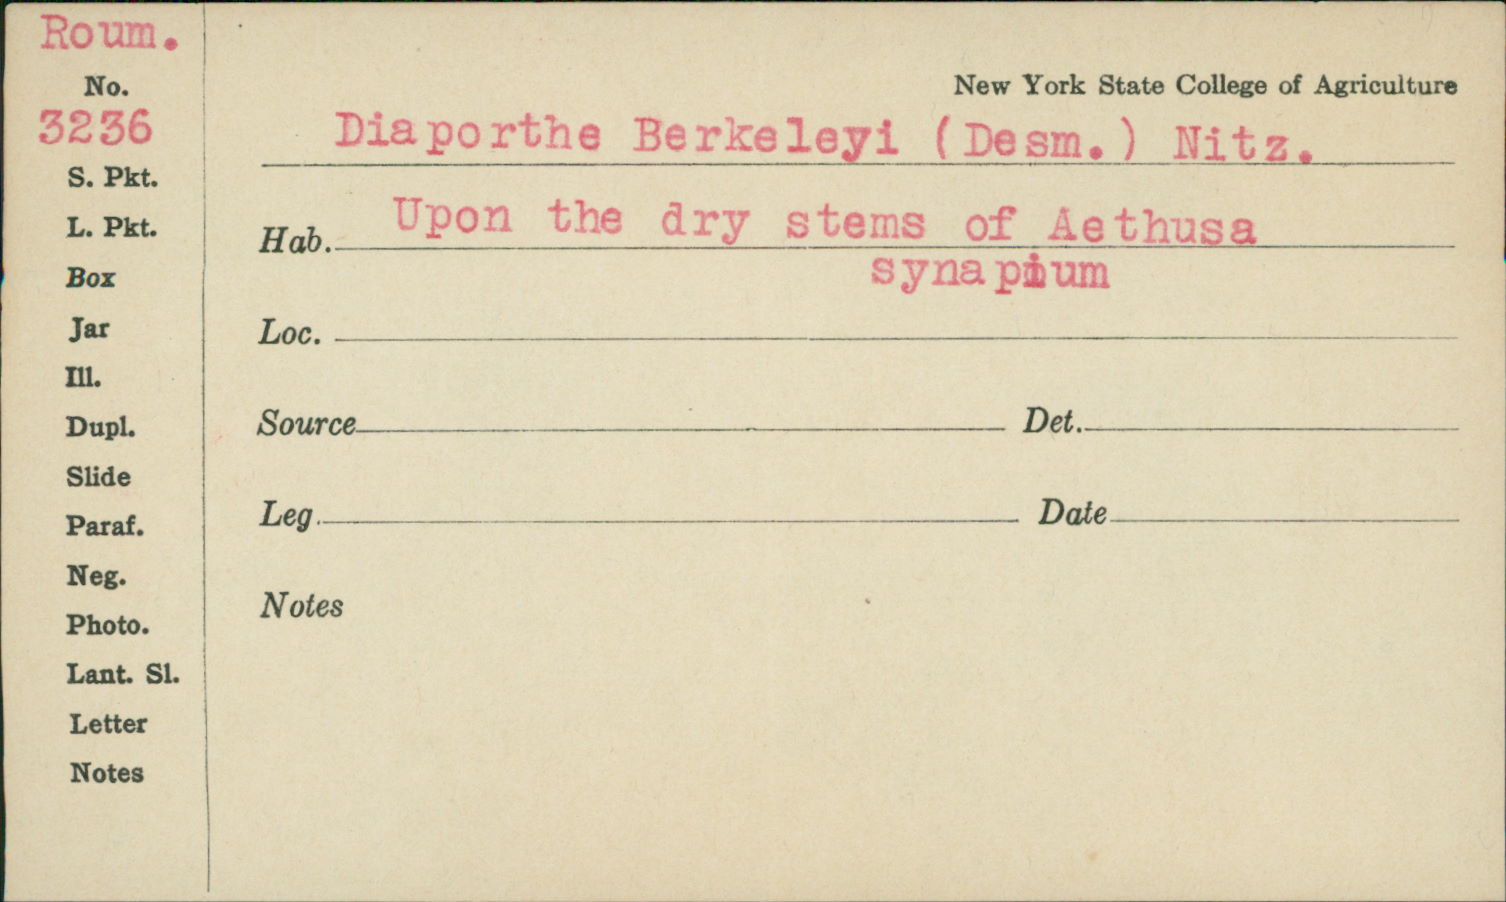 Roum.
No.
3236
S. Pkt.
L. Pkt.
Box
Jar
Ill.
Dupl.
Slide
Paraf.
Neg.
Photo.
Lant. Sl.
Letter
Notes
New York State College of Agriculture
Diaporthe Berkeleyi (Desm.) Nitz.
Hab. Upon the dry stems of Aethusa
synapium
Loc.
Source Det.
Leg. Date
Notes